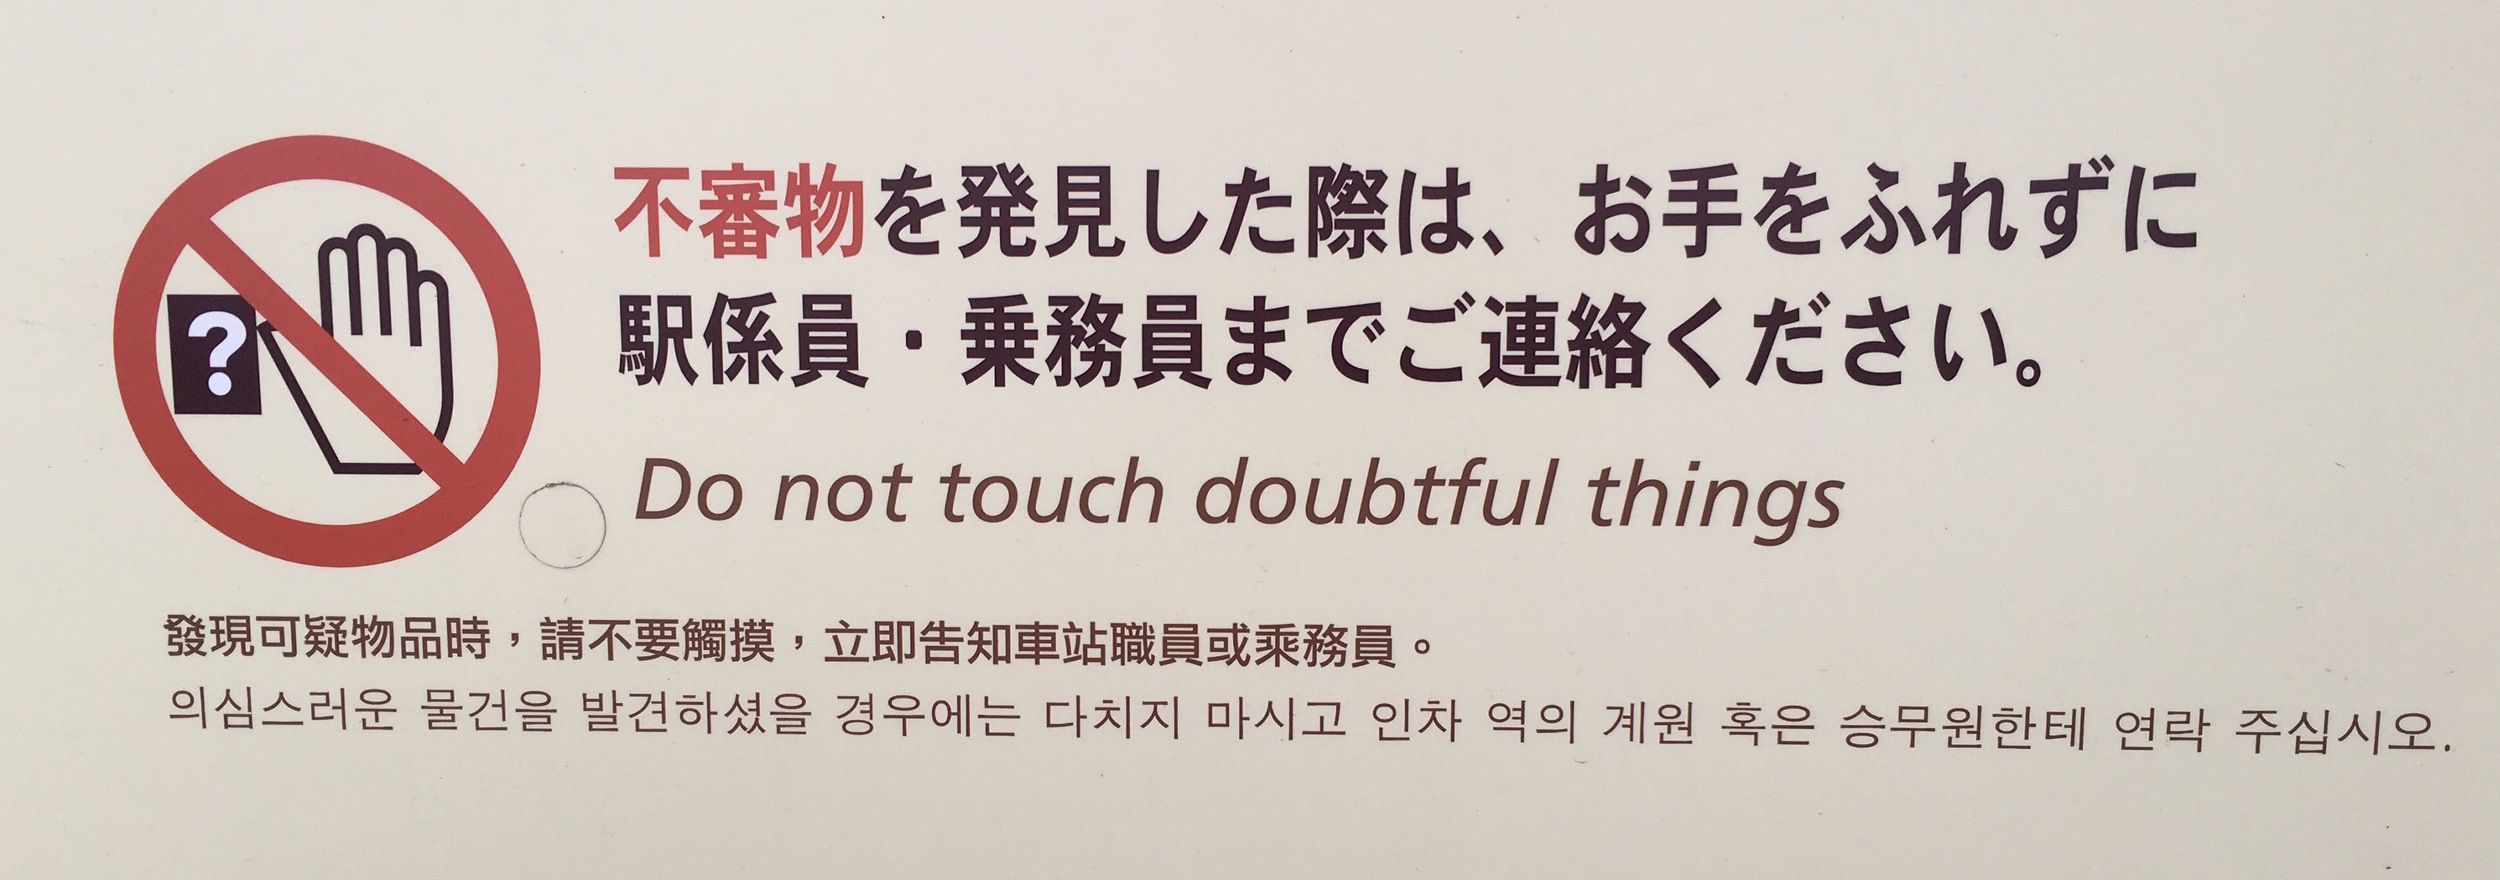 不審物を発見した際は、お手をふれずに
駅係員・乗務員までご連絡ください。
?
Do not touch doubtful things
發現可疑物品時，請不要觸摸，立即告知車站職員或乘務員。
의심스러운 물건을 발견하셨을 경우에는 다치지 마시고 인차 역의 계원 혹은 승무원한테 연락 주십시오.